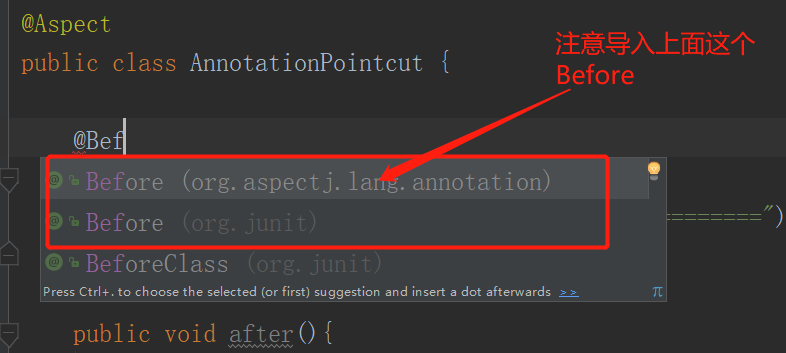 @Aspect
public class AnnotationPointcut {
注意导入上面这个
Before
@Bef
Before (org.aspectj.lang.annotation)
Before (org.junit)
========")
BeforeClass (org.junit)
Press Ctrl+. to choose the selected (or first) suggestion and insert a dot afterwards >>
π
public void after(){